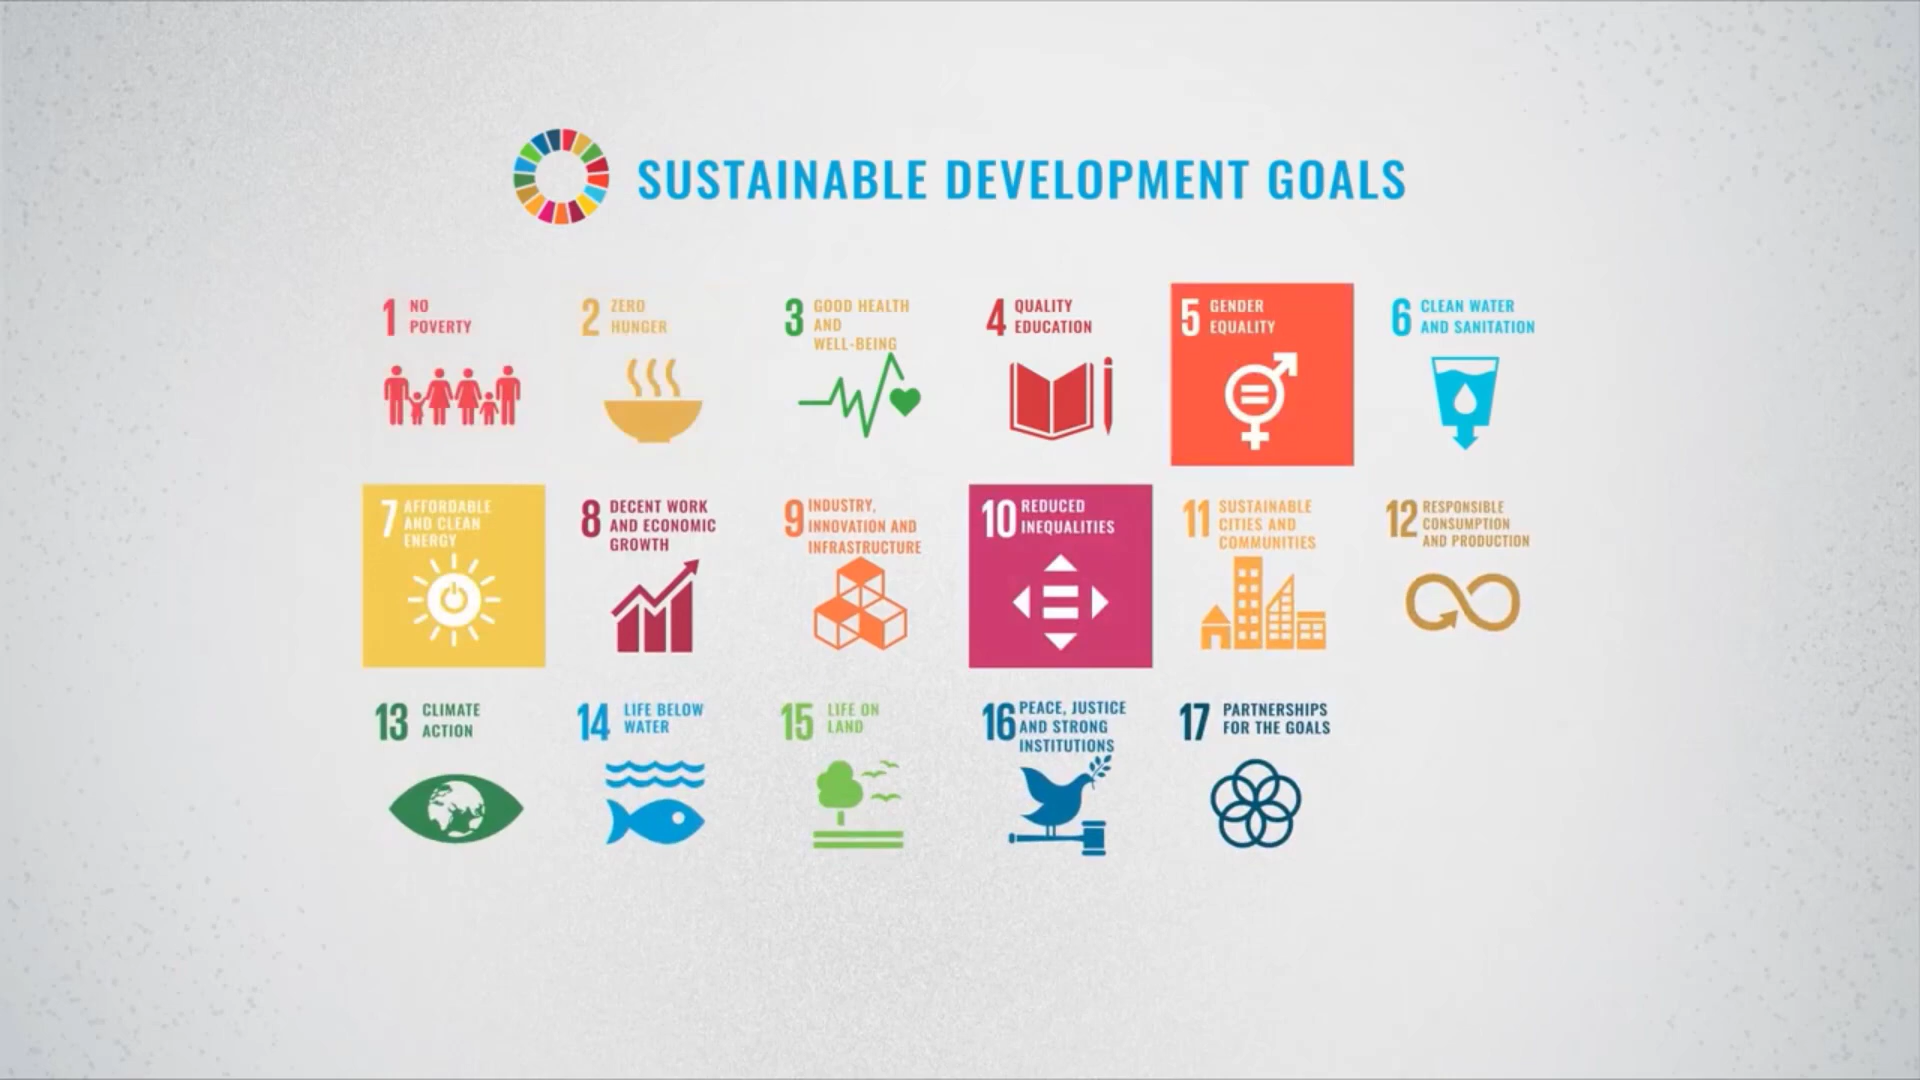 SUSTAINABLE DEVELOPMENT GOALS
1 NO
POVERTY
2 ZERO
HUNGER
3 GOOD HEALTH
AND
WELL-BEING
4 QUALITY
EDUCATION
5 GENDER
EQUALITY
6 CLEAN WATER
AND SANITATION
7 AFFORDABLE
AND CLEAN
ENERGY
8 DECENT WORK
AND ECONOMIC
GROWTH
9 INDUSTRY,
INNOVATION AND
INFRASTRUCTURE
10 REDUCED
INEQUALITIES
11 SUSTAINABLE
CITIES AND
COMMUNITIES
12 RESPONSIBLE
CONSUMPTION
AND PRODUCTION
13 CLIMATE
ACTION
14 LIFE BELOW
WATER
15 LIFE ON
LAND
16 PEACE, JUSTICE
AND STRONG
INSTITUTIONS
17 PARTNERSHIPS
FOR THE GOALS